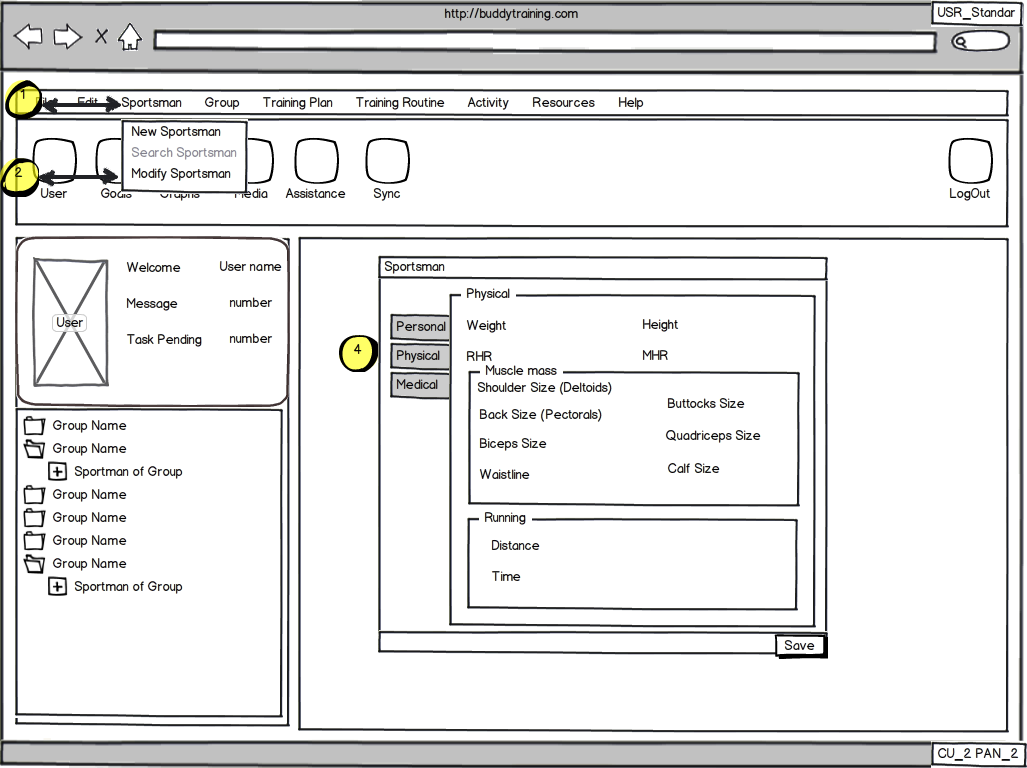 http://buddytraining.com
USR_Standar
1
Edit Sportsman Group Training Plan Training Routine Activity Resources Help
New Sportsman
Search Sportsman
Modify Sportsman
2
User Goals Graphs Media Assistance Sync LogOut
Welcome User name
Message number
Task Pending number
User
Group Name
Group Name
Sportman of Group
Group Name
Group Name
Group Name
Group Name
Sportman of Group
Sportsman
4
Personal
Physical
Medical
Physical
Weight Height
RHR MHR
Muscle mass
Shoulder Size (Deltoids)
Buttocks Size
Back Size (Pectorals)
Quadriceps Size
Biceps Size
Calf Size
Waistline
Running
Distance
Time
Save
CU_2 PAN_2